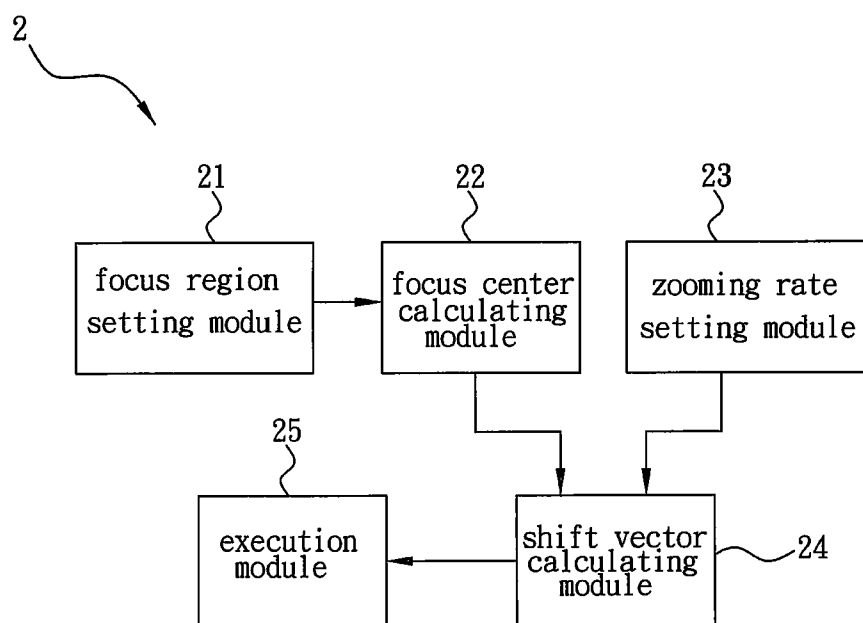 2
21
22
23
focus region
setting module
focus center
calculating
module
zooming rate
setting module
25
execution
module
shift vector
calculating
module
24